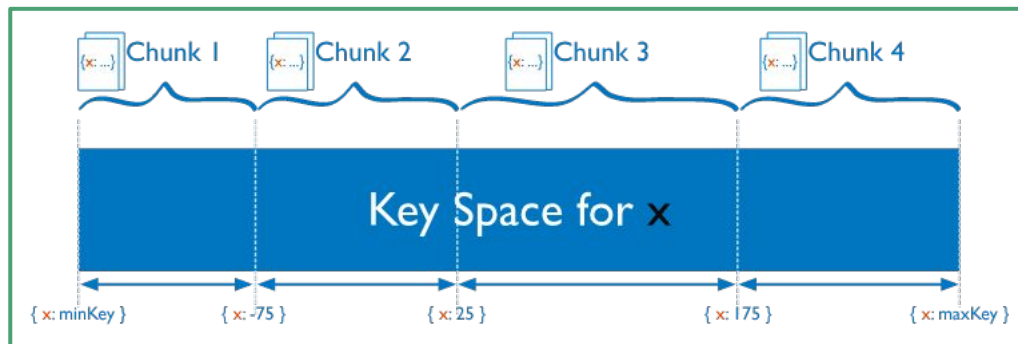 Chunk 1 Chunk 2 Chunk 3 Chunk 4
{x: ...} {x: ...} {x: ...} {x: ...}
Key Space for x
{ x: minKey } { x: -75 } { x: 25 } { x: 175 } { x: maxKey }